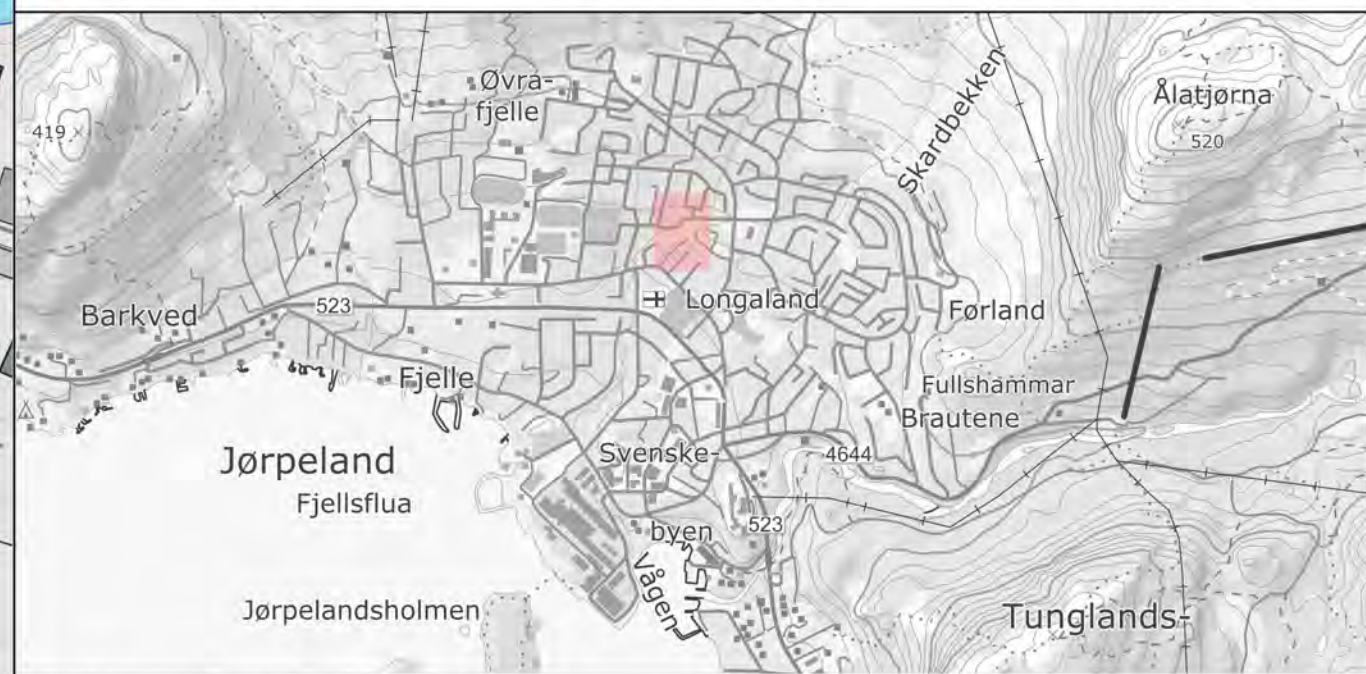 Øvra-
fjelle
Skardbekken
Ålatjørna
520
419
Barkved
523
Longaland
Førland
Fjelle
Fullshammar
Brautene
Jørpeland
Fjellsflua
Svenske-
byen
4644
523
Vågen
Jørpelandsholmen
Tunglands-